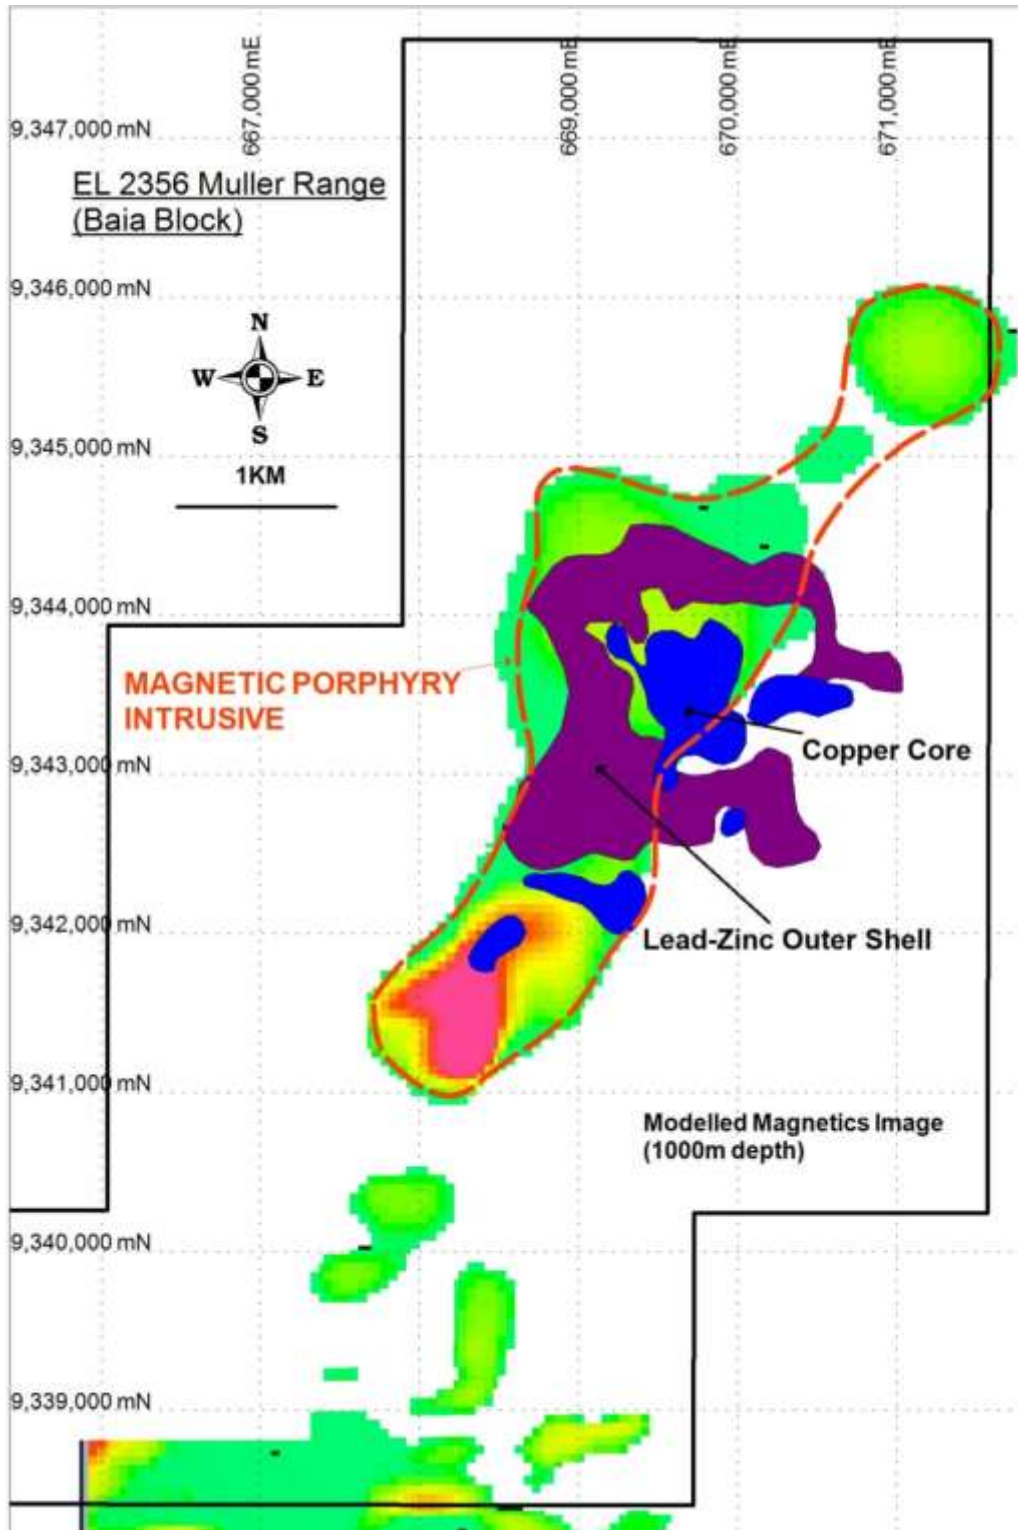 667,000 mE
669,000 mE
670,000 mE
671,000 mE
9,347,000 mN
EL 2356 Muller Range
(Baia Block)
9,346,000 mN
N
W
E
S
9,345,000 mN
1KM
9,344,000 mN
MAGNETIC PORPHYRY
INTRUSIVE
9,343,000 mN
Copper Core
9,342,000 mN
Lead-Zinc Outer Shell
9,341,000 mN
Modelled Magnetics Image
(1000m depth)
9,340,000 mN
9,339,000 mN